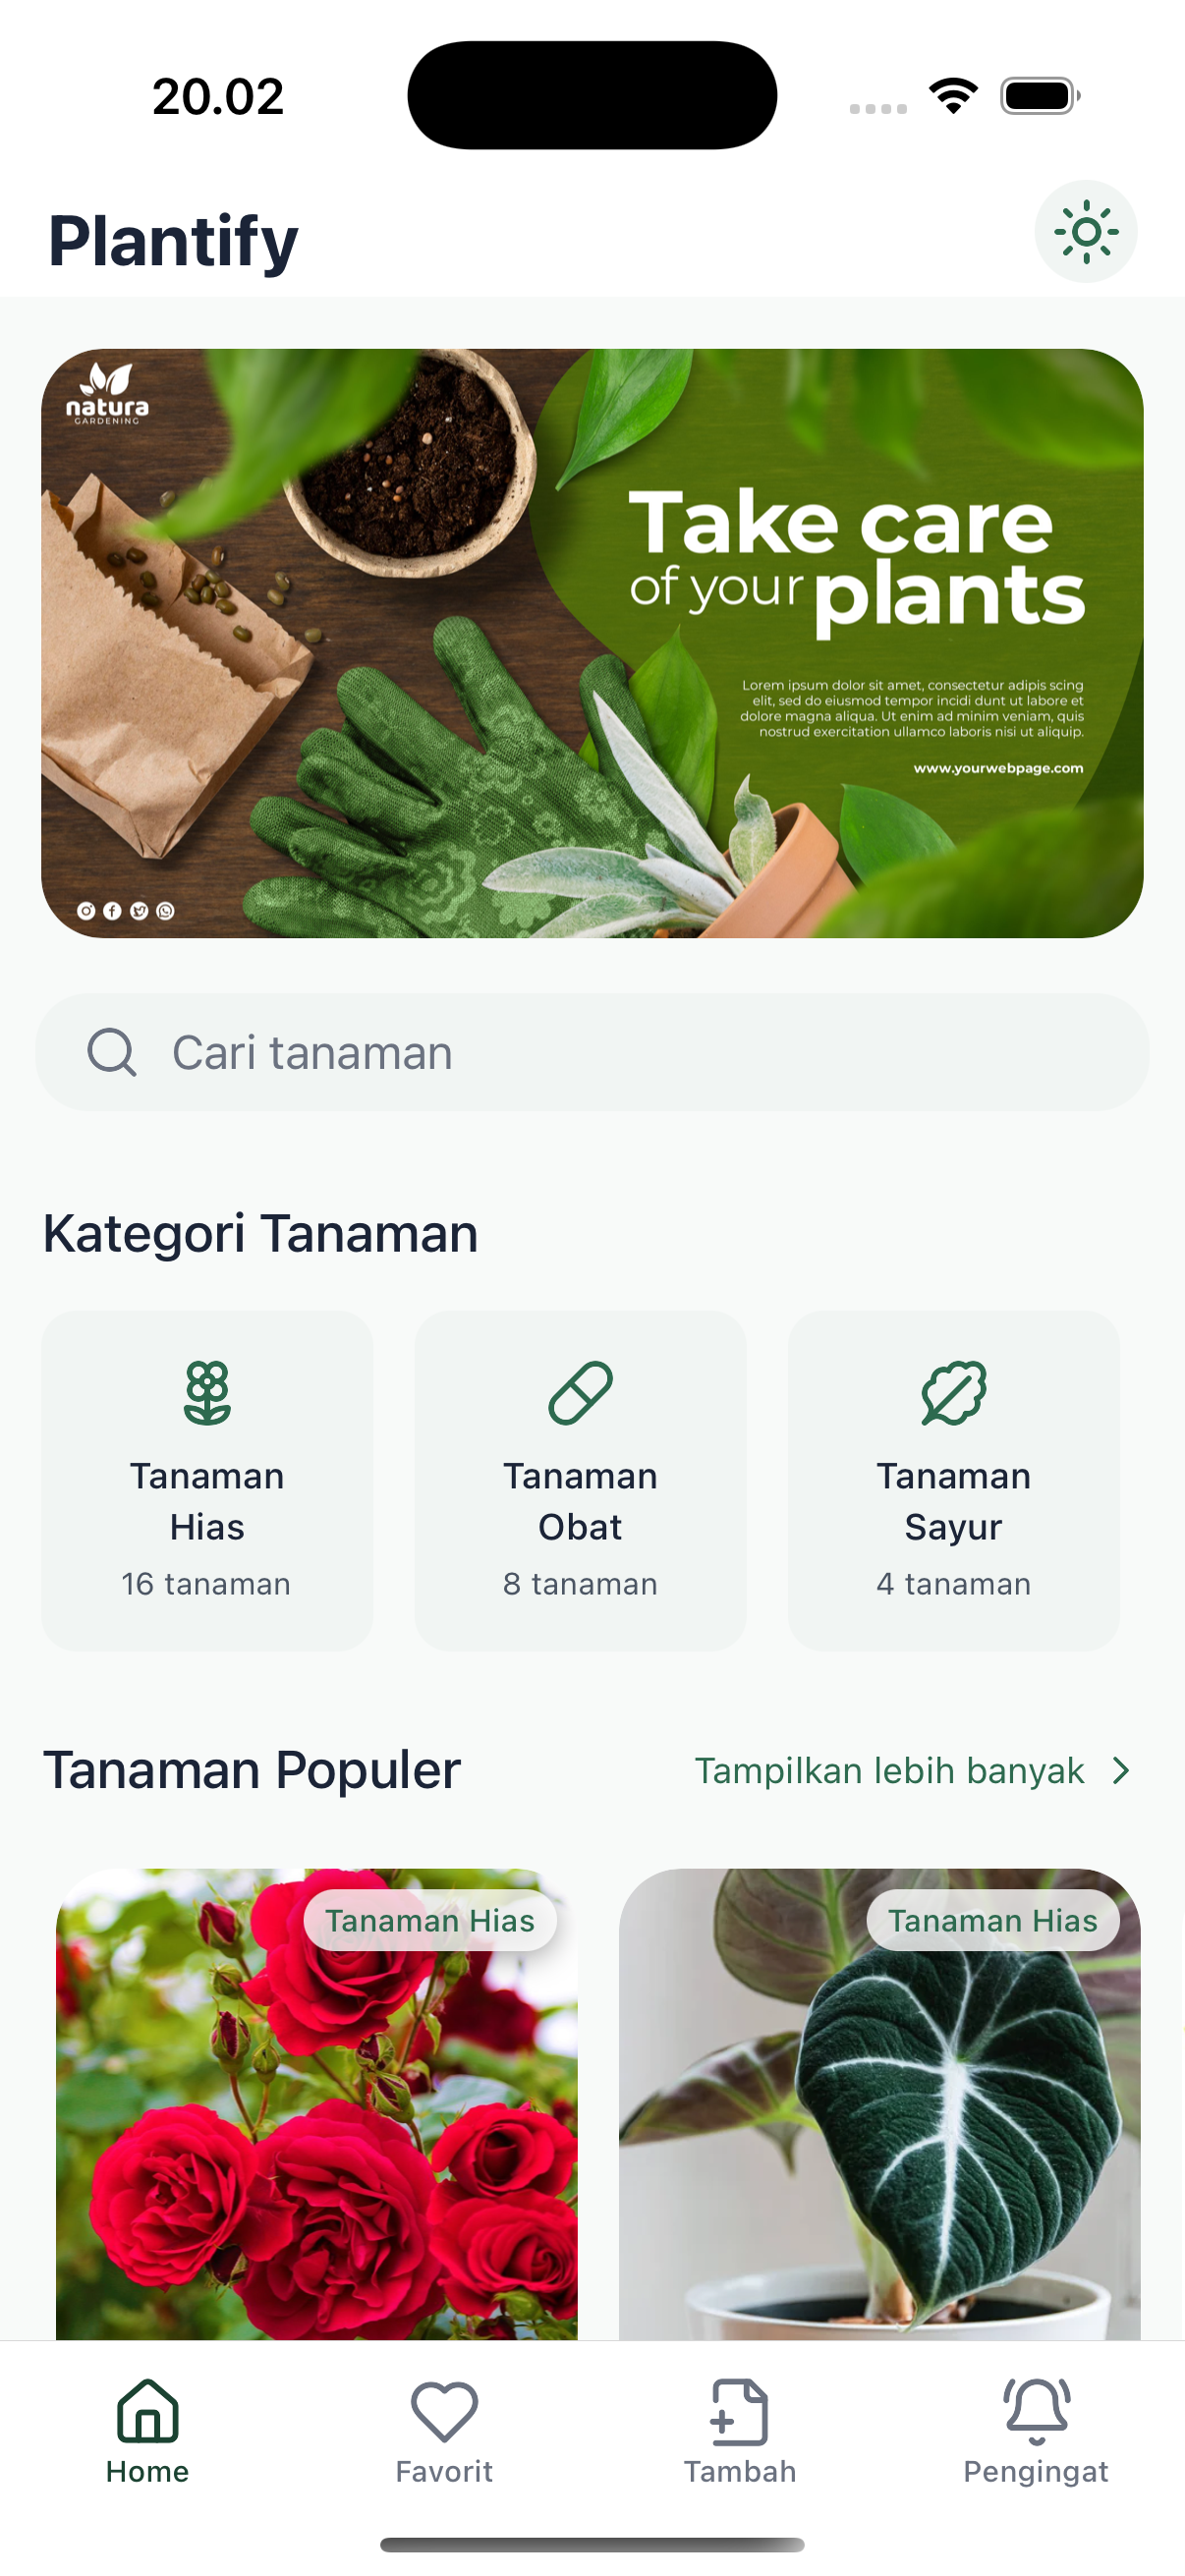 20.02
Plantify
natura
GARDENING
Take care
of your plants
Lorem ipsum dolor sit amet, consectetur adipis scing
elit, sed do eiusmod tempor incidi dunt ut labore et
dolore magna aliqua. Ut enim ad minim veniam, quis
nostrud exercitation ullamco laboris nisi ut aliquip.
www.yourwebpage.com
Cari tanaman
Kategori Tanaman
Tanaman
Hias
16 tanaman
Tanaman
Obat
8 tanaman
Tanaman
Sayur
4 tanaman
Tanaman Populer
Tampilkan lebih banyak
Tanaman Hias
Tanaman Hias
Home
Favorit
Tambah
Pengingat